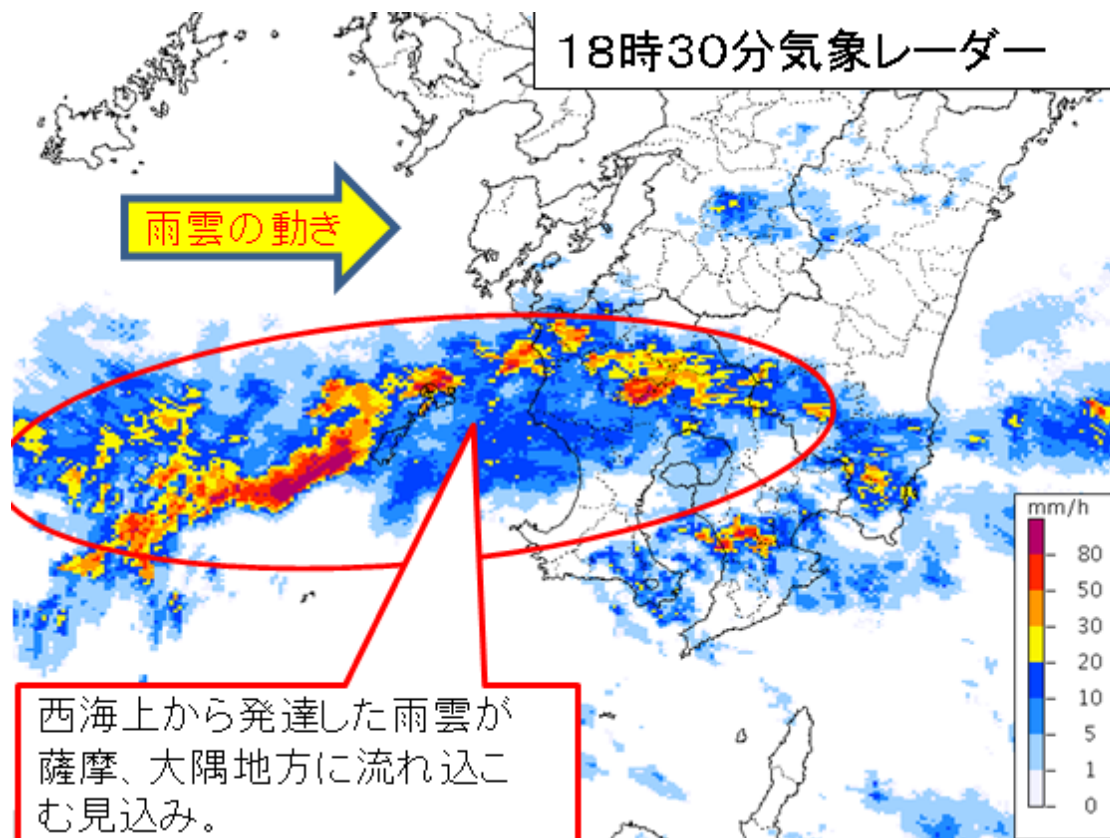 18時30分気象レーダー
雨雲の動き
mm/h
80
50
30
20
10
5
1
0
西海上から発達した雨雲が
薩摩、大隅地方に流れ込こ
む見込み。